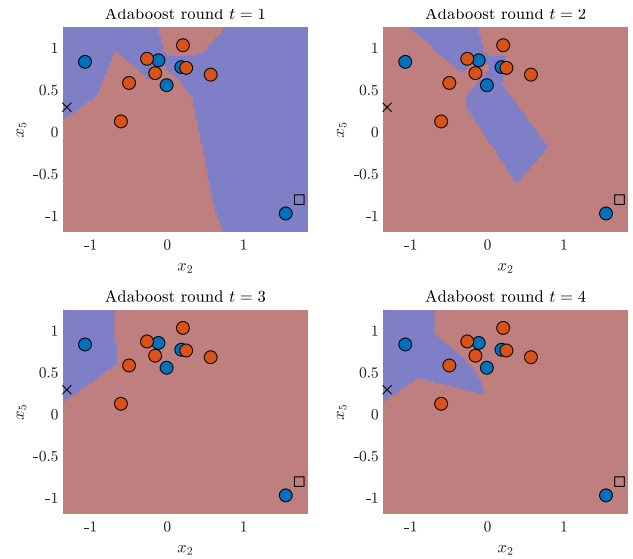 Adaboost round t = 1
Adaboost round t = 2
1
0.5
0
-0.5
-1
x₅
-1
0
1
x₂
1
0.5
0
-0.5
-1
x₅
-1
0
1
x₂
Adaboost round t = 3
Adaboost round t = 4
1
0.5
0
-0.5
-1
x₅
-1
0
1
x₂
1
0.5
0
-0.5
-1
x₅
-1
0
1
x₂